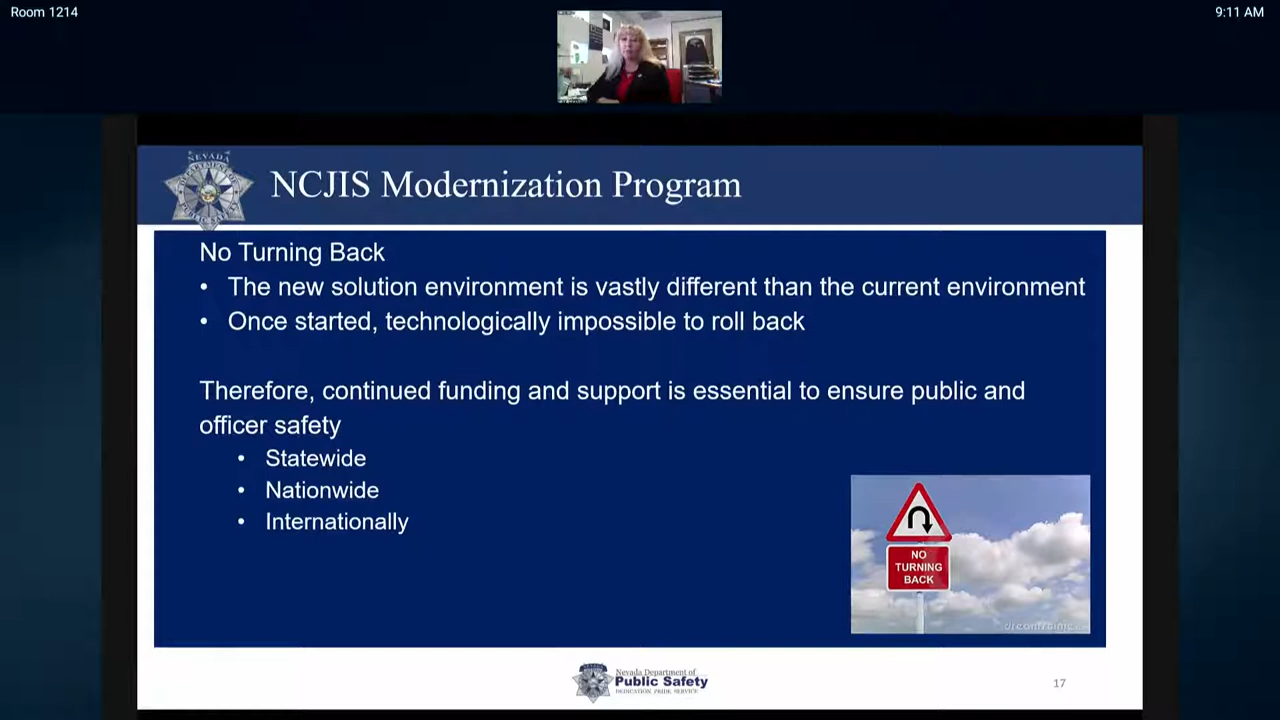 Room 1214
9:11 AM
NEVADA
NCJIS Modernization Program
No Turning Back
• The new solution environment is vastly different than the current environment
• Once started, technologically impossible to roll back
Therefore, continued funding and support is essential to ensure public and
officer safety
• Statewide
• Nationwide
• Internationally
NO
TURNING
BACK
dreamstime
Nevada Department of
Public Safety
DEDICATION PRIDE SERVICE
17